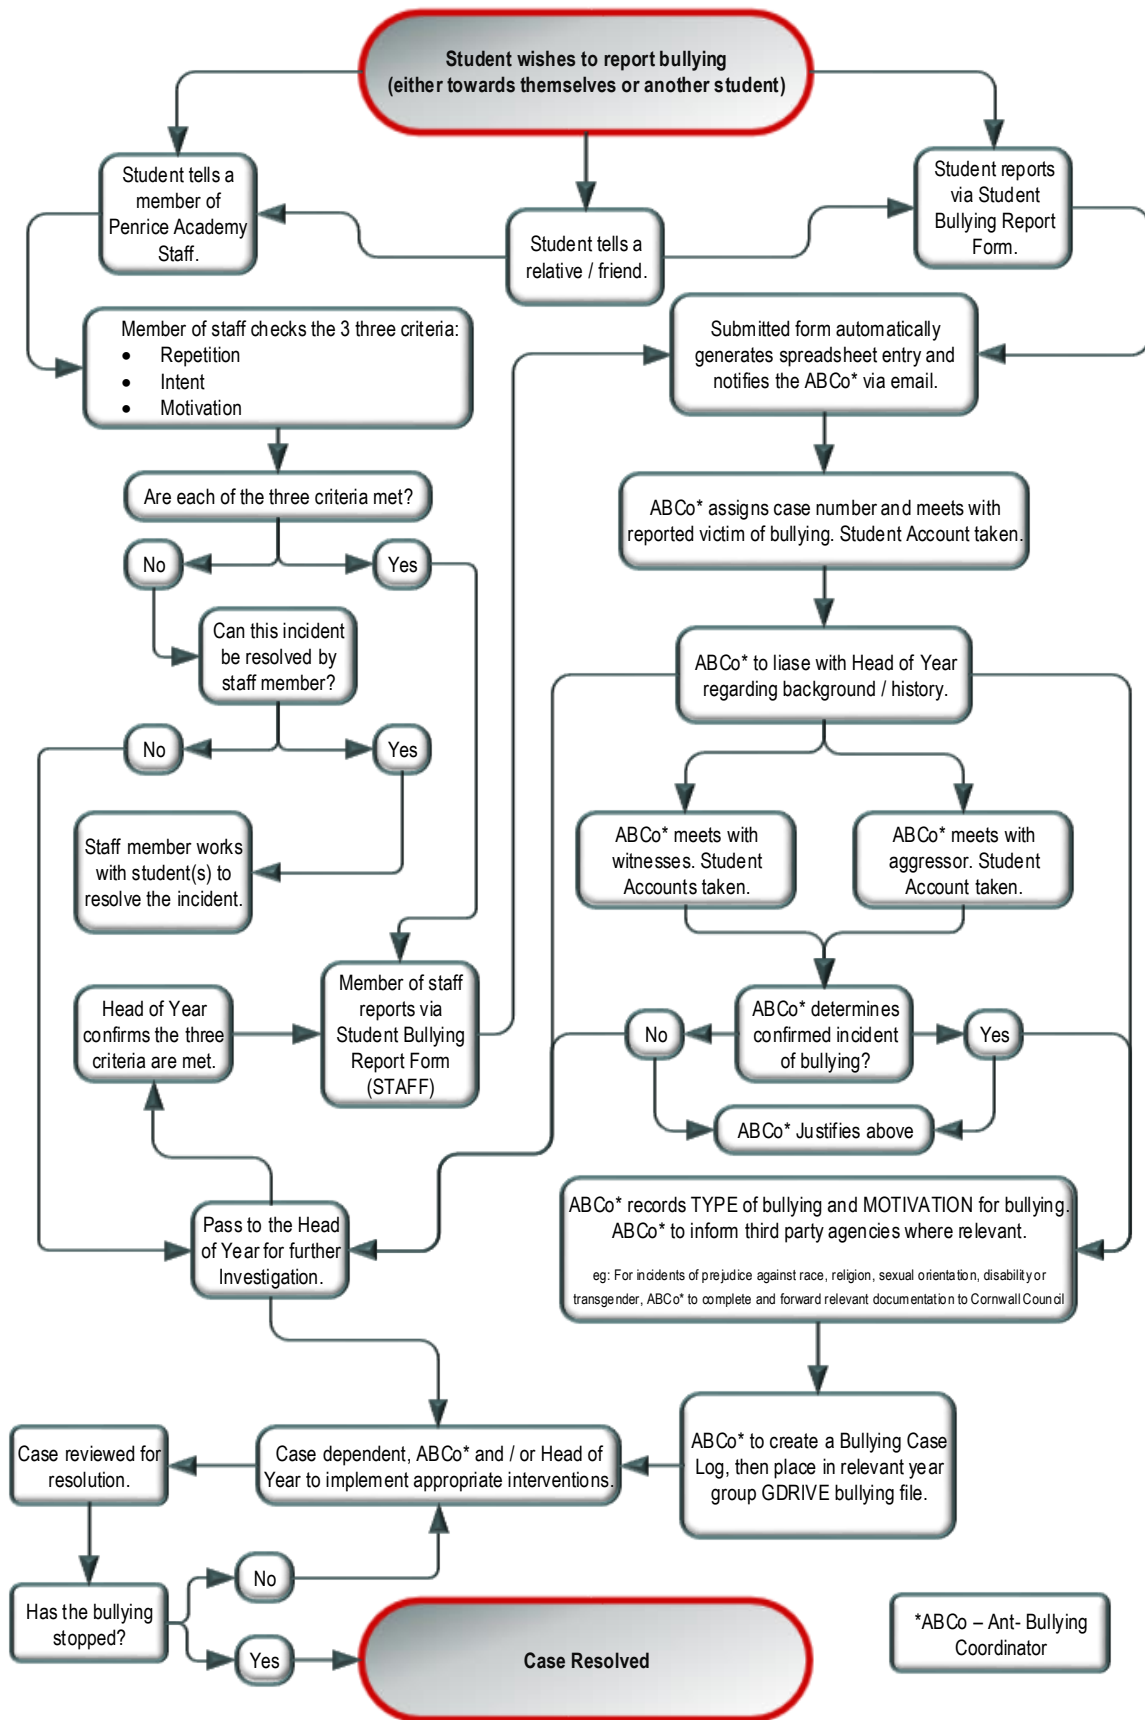 Student wishes to report bullying
(either towards themselves or another student)
Student tells a
member of
Penrice Academy
Staff.
Student tells a
relative / friend.
Student reports
via Student
Bullying Report
Form.
Member of staff checks the 3 three criteria:
• Repetition
• Intent
• Motivation
Submitted form automatically
generates spreadsheet entry and
notifies the ABCo* via email.
Are each of the three criteria met?
No
Yes
ABCo* assigns case number and meets with
reported victim of bullying. Student Account taken.
Can this incident
be resolved by
staff member?
ABCo* to liase with Head of Year
regarding background / history.
No
Yes
Staff member works
with student(s) to
resolve the incident.
ABCo* meets with
witnesses. Student
Accounts taken.
ABCo* meets with
aggressor. Student
Account taken.
Head of Year
confirms the three
criteria are met.
Member of staff
reports via
Student Bullying
Report Form
(STAFF)
No
ABCo* determines
confirmed incident
of bullying?
Yes
ABCo* Justifies above
Pass to the Head
of Year for further
Investigation.
ABCo* records TYPE of bullying and MOTIVATION for bullying.
ABCo* to inform third party agencies where relevant.
eg: For incidents of prejudice against race, religion, sexual orientation, disability or
transgender, ABCo* to complete and forward relevant documentation to Cornwall Council
Case reviewed for
resolution.
Case dependent, ABCo* and / or Head of
Year to implement appropriate interventions.
ABCo* to create a Bullying Case
Log, then place in relevant year
group GDRIVE bullying file.
Has the bullying
stopped?
No
Yes
Case Resolved
*ABCo – Ant- Bullying
Coordinator